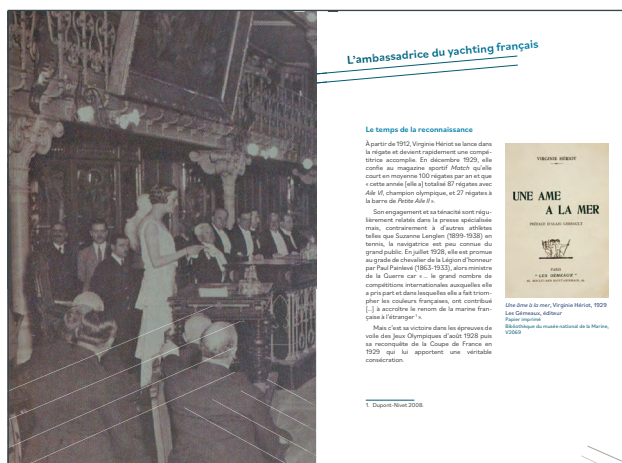 L'ambassadrice du yachting français
Le temps de la reconnaissance
À partir de 1912, Virginie Hériot se lance dans
la régate et devient rapidement une compé-
titrice accomplie. En décembre 1929, elle
confie au magazine sportif Match qu'elle
court en moyenne 100 régates par an et que
« cette année [elle a] totalisé 87 régates avec
Aile VI, champion olympique, et 27 régates à
la barre de Petite Aile II ».
Son engagement et sa ténacité sont régu-
lièrement relatés dans la presse spécialisée
mais, contrairement à d'autres athlètes
telles que Suzanne Lenglen (1899-1938) en
tennis, la navigatrice est peu connue du
grand public. En juillet 1928, elle est promue
au grade de chevalier de la Légion d'honneur
par Paul Painlevé (1863-1933), alors ministre
de la Guerre car « … le grand nombre de
compétitions internationales auxquelles elle
a pris part et dans lesquelles elle a fait triom-
pher les couleurs françaises, ont contribué
[…] à accroître le renom de la marine fran-
çaise à l'étranger ¹ ».
Mais c'est sa victoire dans les épreuves de
voile des Jeux Olympiques d'août 1928 puis
sa reconquête de la Coupe de France en
1929 qui lui apportent une véritable
consécration.
1. Dupont-Nivet 2008.
VIRGINIE HÉRIOT
UNE AME
A LA MER
PRÉFACE D'ALAIN GERBAULT
PARIS
" LES GÉMEAUX "
Une âme à la mer, Virginie Hériot, 1929
Les Gémeaux, éditeur
Papier imprimé
Bibliothèque du musée national de la Marine,
V2069